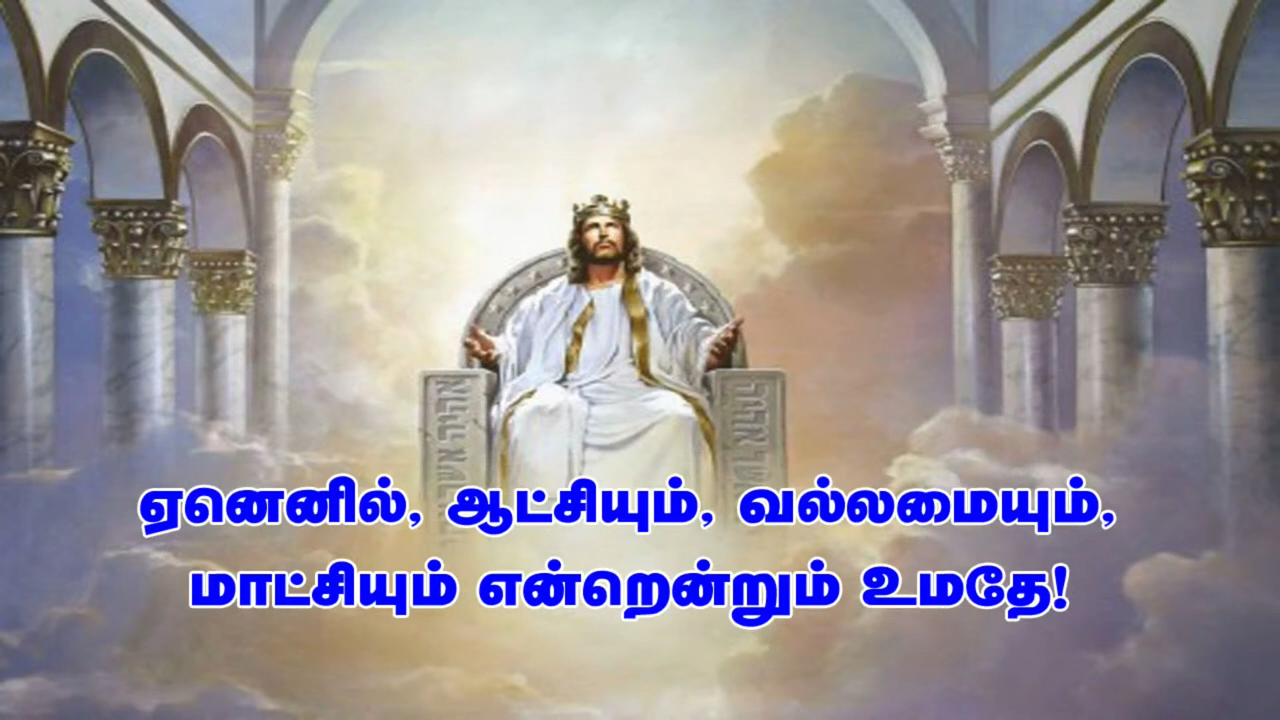 ஏனெனில், ஆட்சியும், வல்லமையும்,
மாட்சியும் என்றென்றும் உமதே!